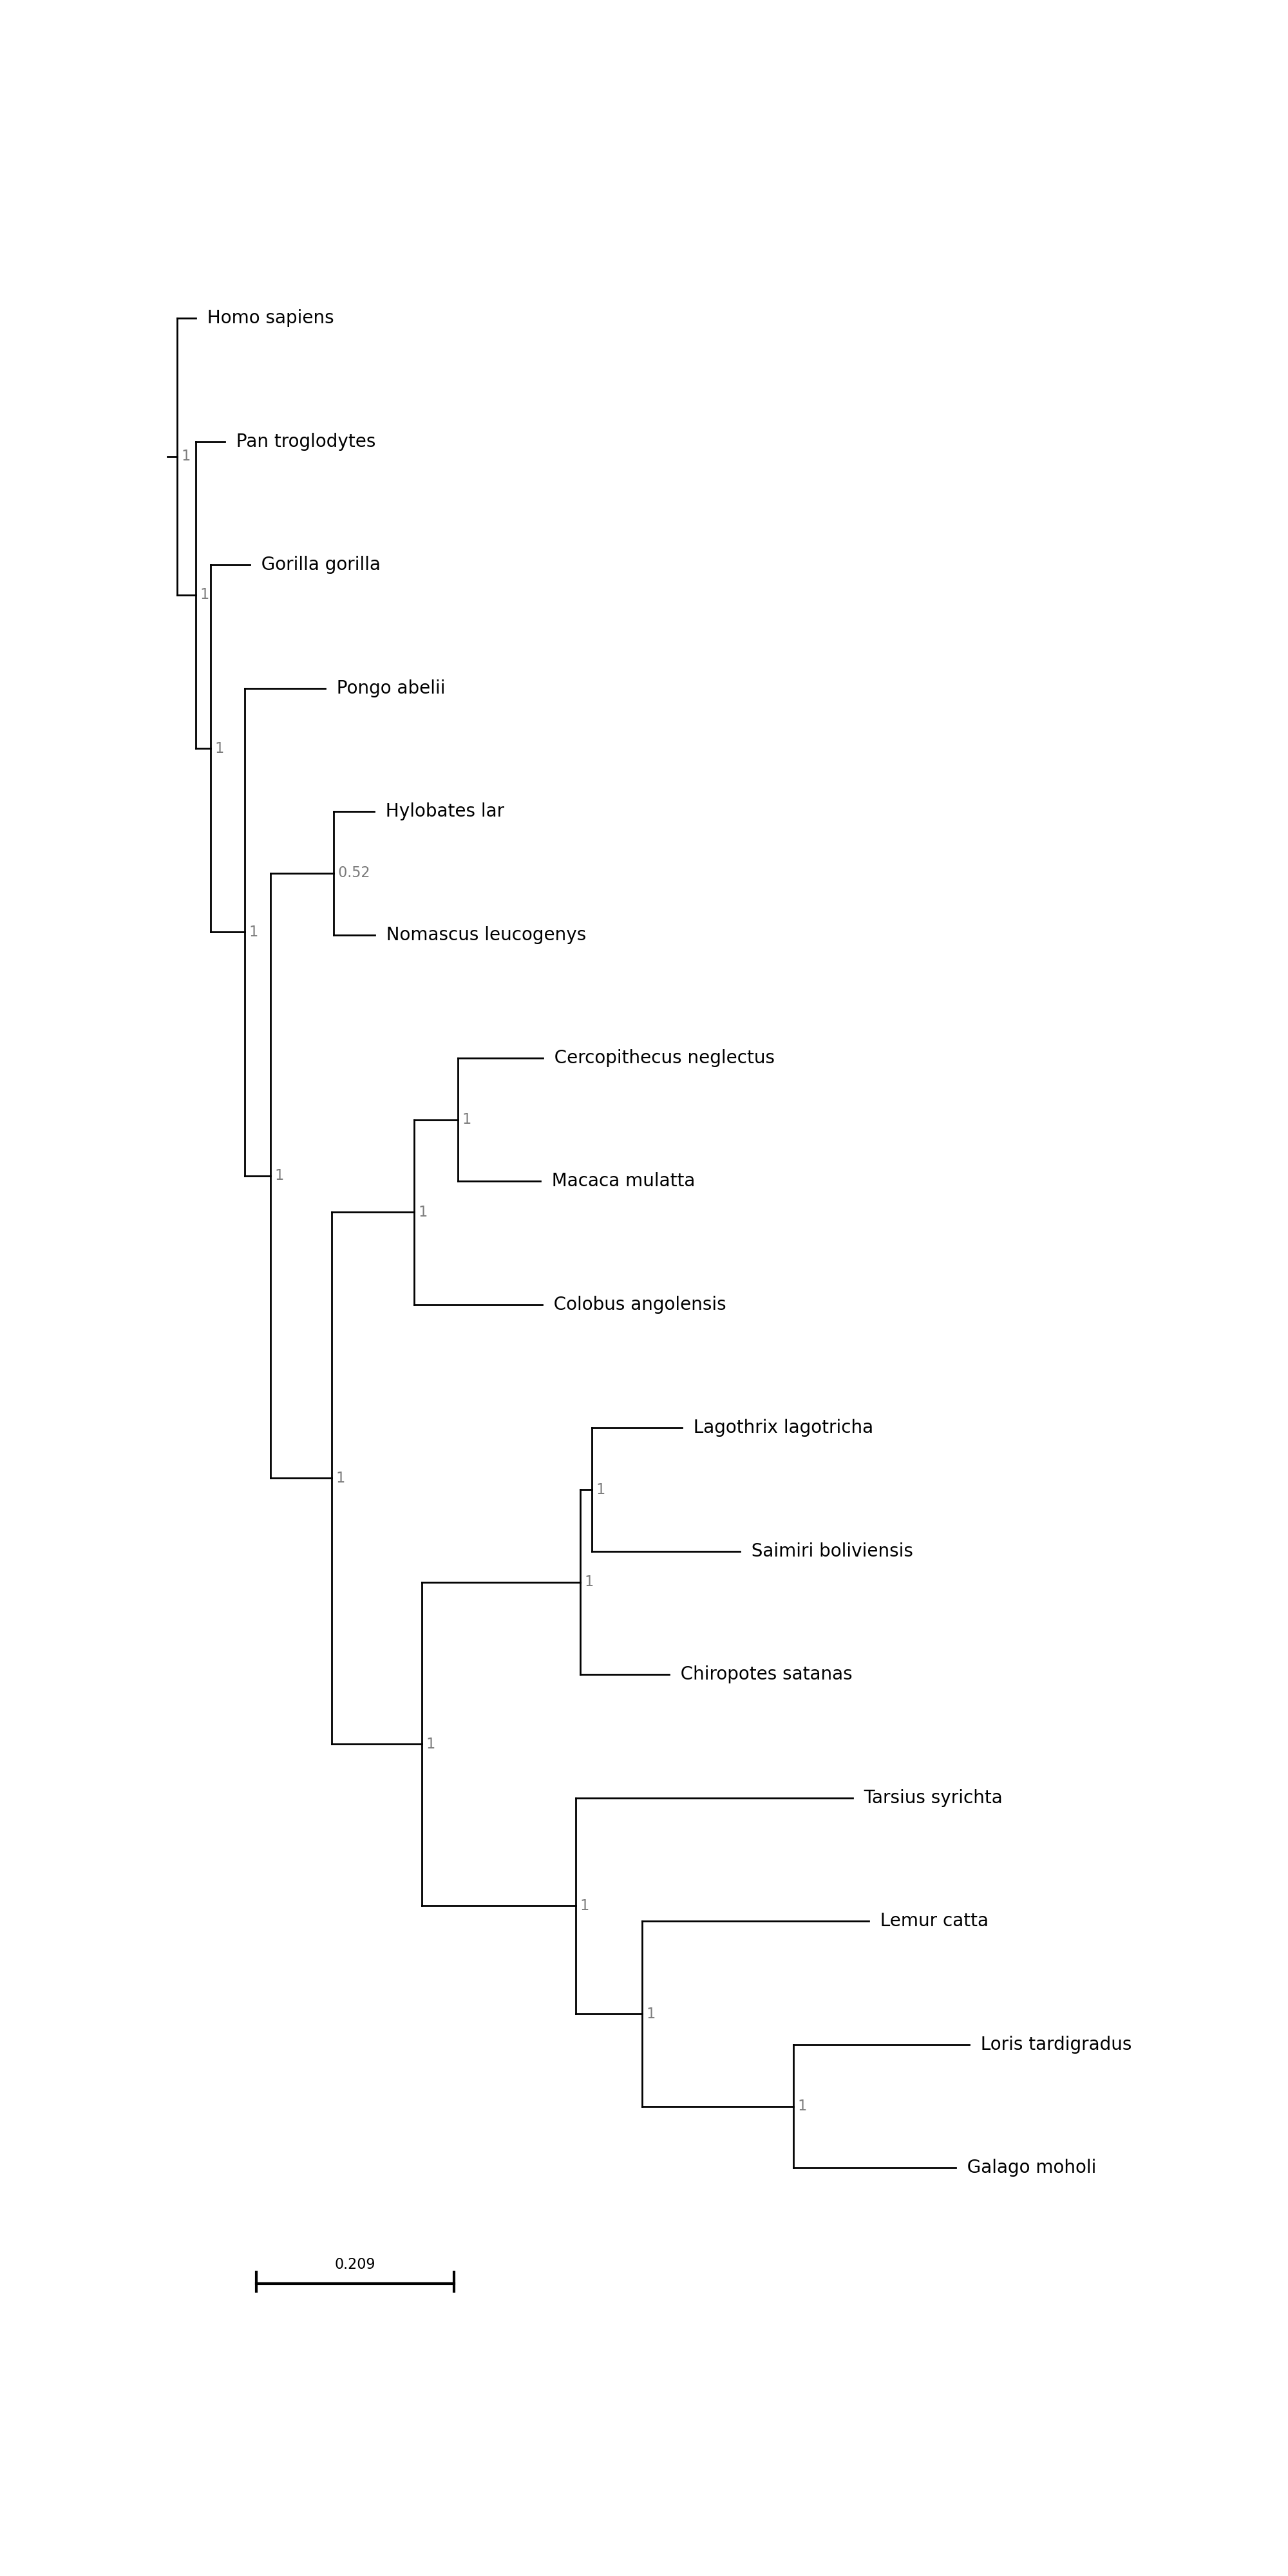 Homo sapiens
1
Pan troglodytes
Gorilla gorilla
1
Pongo abelii
1
Hylobates lar
0.52
Nomascus leucogenys
1
Cercopithecus neglectus
1
Macaca mulatta
1
1
Colobus angolensis
Lagothrix lagotricha
1
1
Saimiri boliviensis
1
Chiropotes satanas
1
Tarsius syrichta
1
Lemur catta
1
Loris tardigradus
1
Galago moholi
0.209